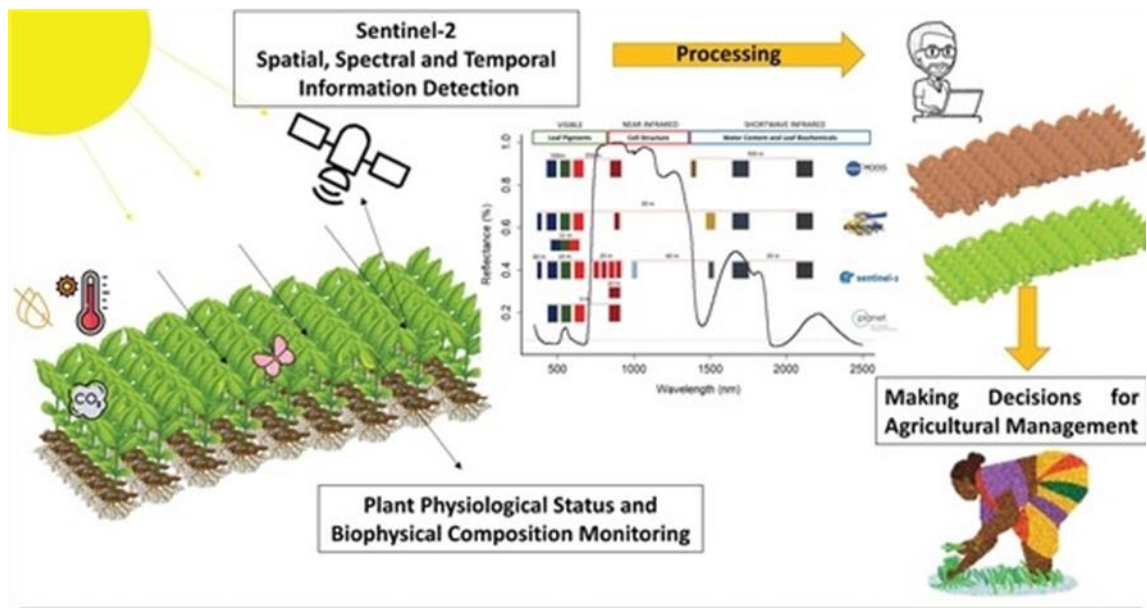 Sentinel-2
Spatial, Spectral and Temporal
Information Detection
Processing
VISIBLE NEAR INFRARED SHORTWAVE INFRARED
Leaf Pigments Cell Structure Water Content and Leaf Biochemicals
MODIS
sentinel-2
planet
Reflectance (%)
1.0
0.8
0.6
0.4
0.2
500 1000 1500 2000 2500
Wavelength (nm)
CO₂
Making Decisions for
Agricultural Management
Plant Physiological Status and
Biophysical Composition Monitoring